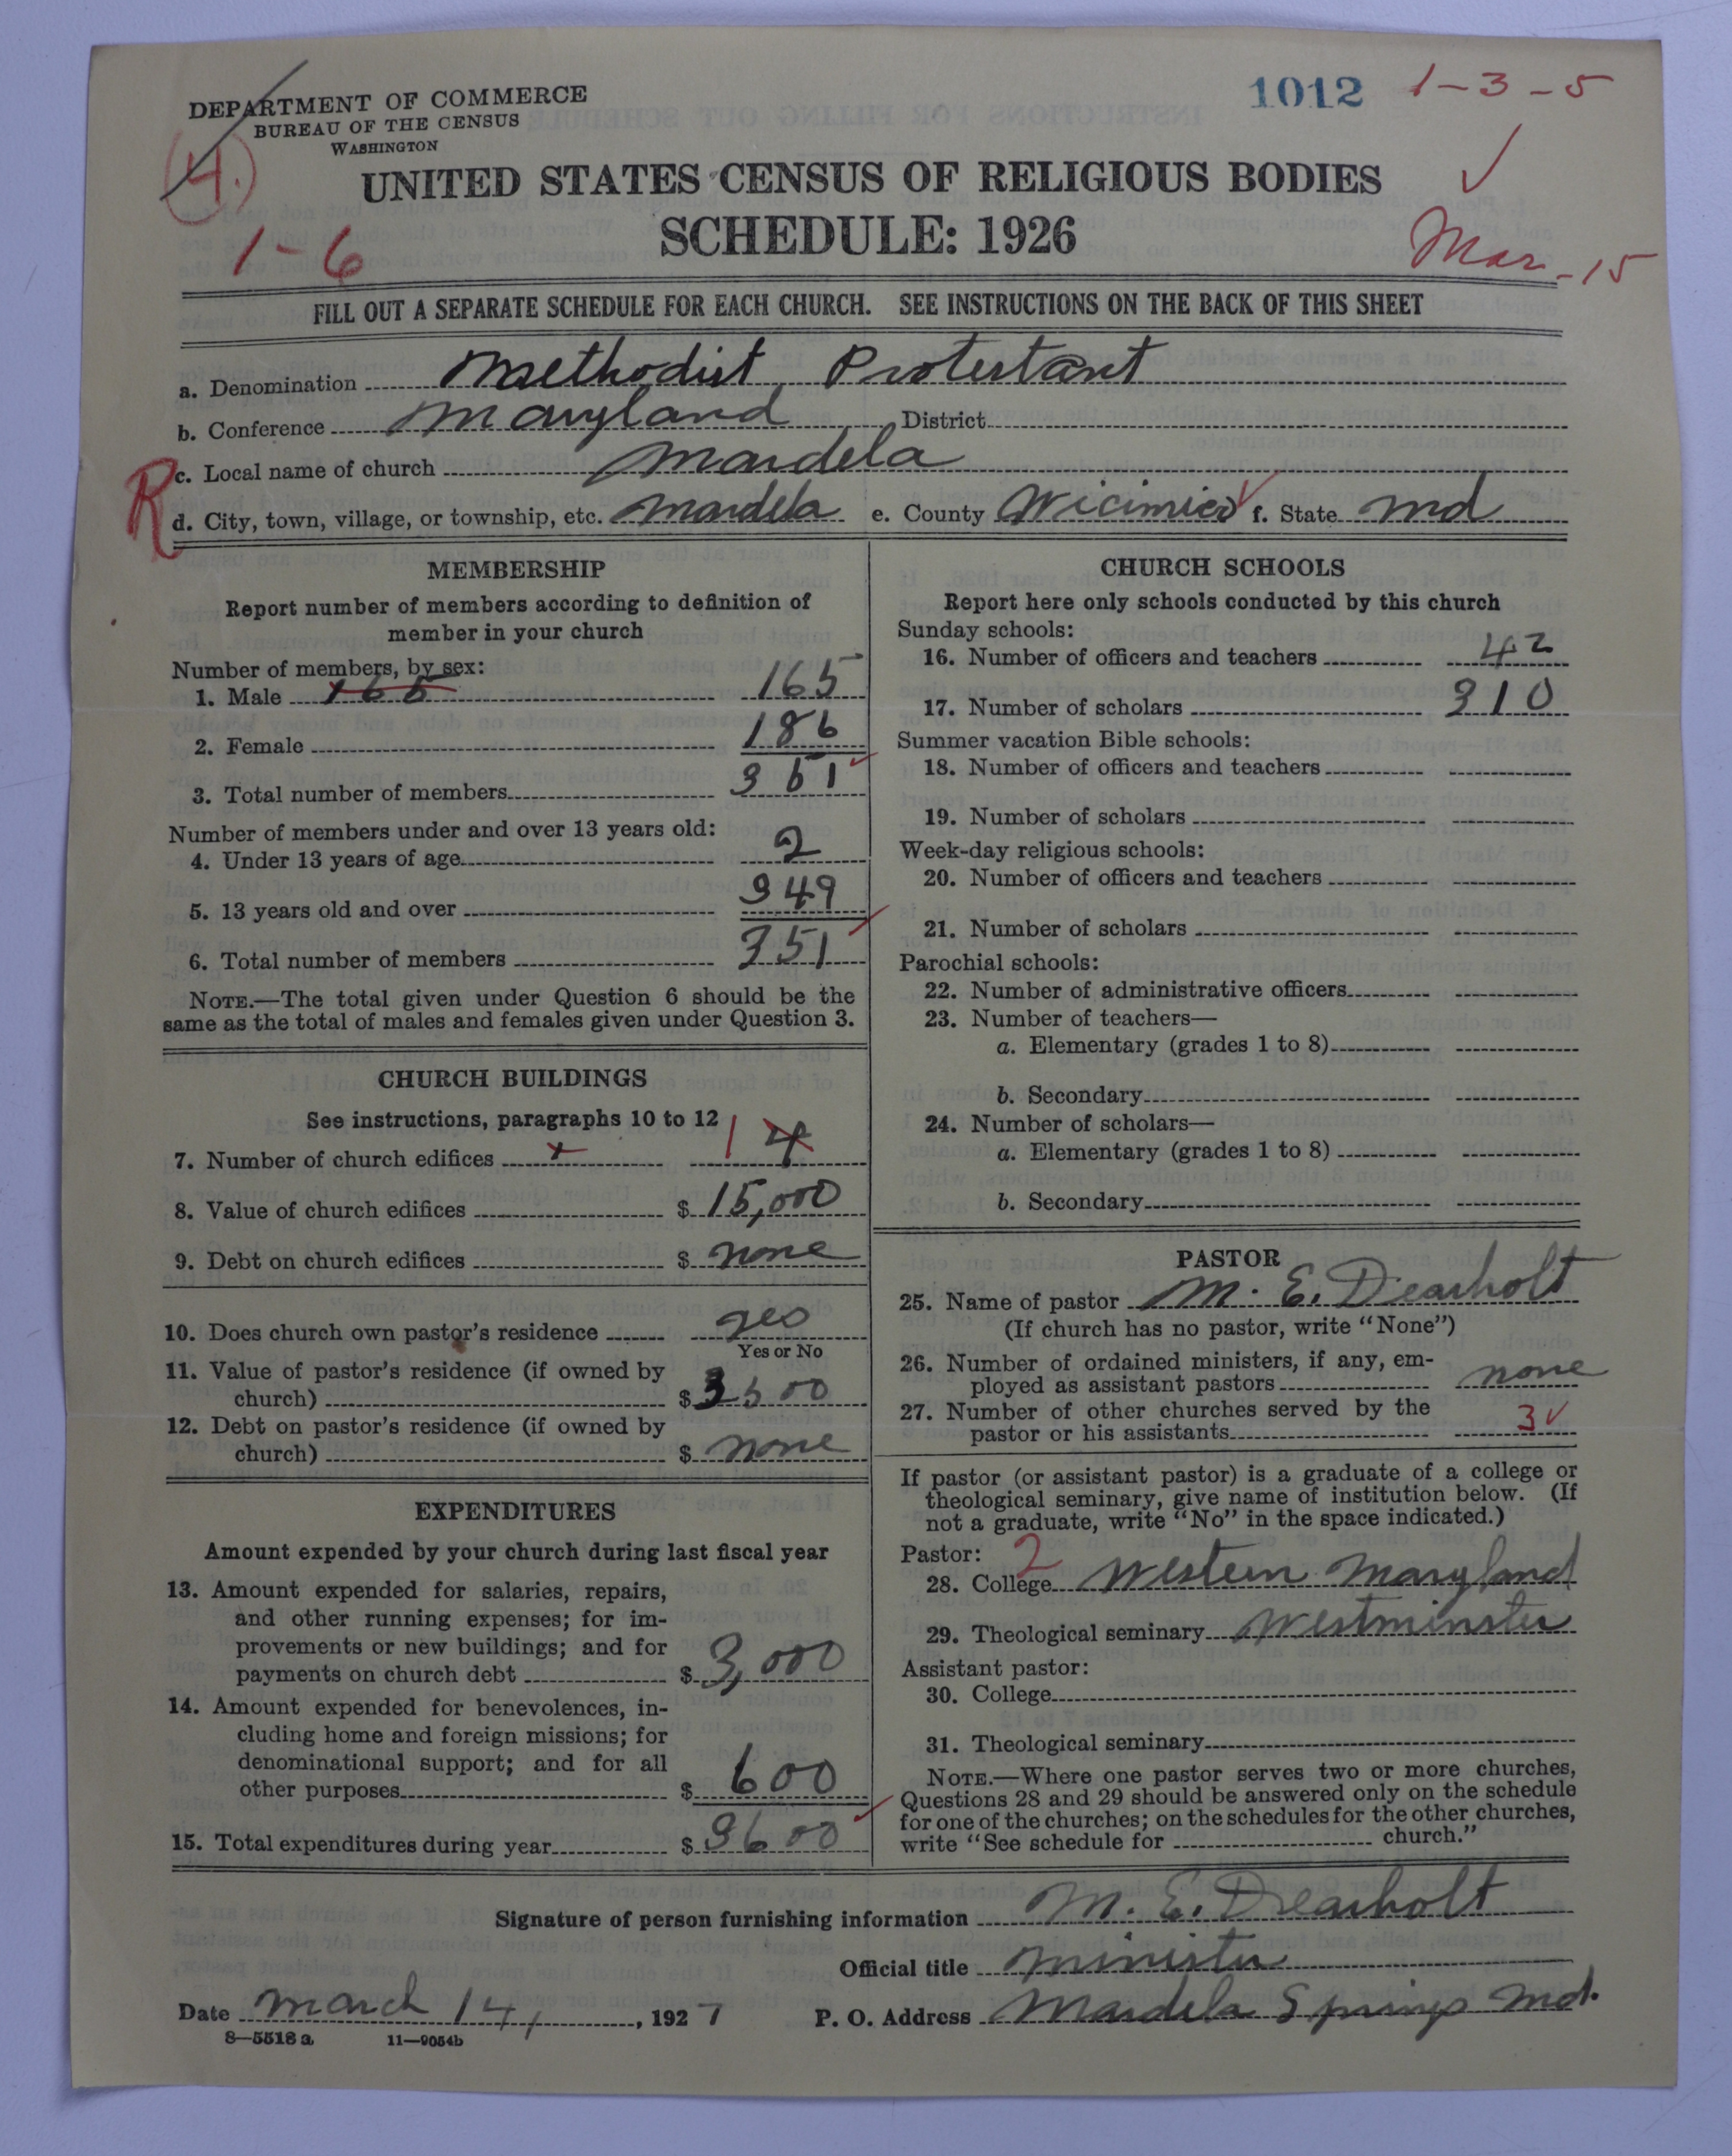 DEPARTMENT OF COMMERCE
BUREAU OF THE CENSUS
WASHINGTON
1012 1-3-5
4.
UNITED STATES CENSUS OF RELIGIOUS BODIES
SCHEDULE: 1926
1-6
Mar-15
FILL OUT A SEPARATE SCHEDULE FOR EACH CHURCH. SEE INSTRUCTIONS ON THE BACK OF THIS SHEET
a. Denomination Methodist Protestant
b. Conference Maryland District
R
c. Local name of church Mardela
d. City, town, village, or township, etc. Mardela e. County Wicimico f. State Md
MEMBERSHIP
Report number of members according to definition of
member in your church
Number of members, by sex:
1. Male 165 165
2. Female 186
3. Total number of members 351
Number of members under and over 13 years old:
4. Under 13 years of age 2
5. 13 years old and over 349
6. Total number of members 351
NOTE.—The total given under Question 6 should be the
same as the total of males and females given under Question 3.
CHURCH BUILDINGS
See instructions, paragraphs 10 to 12
7. Number of church edifices 1 4
8. Value of church edifices $ 15,000
9. Debt on church edifices $ none
10. Does church own pastor's residence yes
Yes or No
11. Value of pastor's residence (if owned by
church) $ 3500
12. Debt on pastor's residence (if owned by
church) $ none
EXPENDITURES
Amount expended by your church during last fiscal year
13. Amount expended for salaries, repairs,
and other running expenses; for im-
provements or new buildings; and for
payments on church debt $ 3,000
14. Amount expended for benevolences, in-
cluding home and foreign missions; for
denominational support; and for all
other purposes $ 600
15. Total expenditures during year $ 3600
CHURCH SCHOOLS
Report here only schools conducted by this church
Sunday schools:
16. Number of officers and teachers 42
17. Number of scholars 310
Summer vacation Bible schools:
18. Number of officers and teachers
19. Number of scholars
Week-day religious schools:
20. Number of officers and teachers
21. Number of scholars
Parochial schools:
22. Number of administrative officers
23. Number of teachers—
a. Elementary (grades 1 to 8)
b. Secondary
24. Number of scholars—
a. Elementary (grades 1 to 8)
b. Secondary
PASTOR
25. Name of pastor M. E. Dearholt
(If church has no pastor, write "None")
26. Number of ordained ministers, if any, em-
ployed as assistant pastors none
27. Number of other churches served by the
pastor or his assistants 3
If pastor (or assistant pastor) is a graduate of a college or
theological seminary, give name of institution below. (If
not a graduate, write "No" in the space indicated.)
Pastor: 2
28. College Western Maryland
29. Theological seminary Westminster
Assistant pastor:
30. College
31. Theological seminary
NOTE.—Where one pastor serves two or more churches,
Questions 28 and 29 should be answered only on the schedule
for one of the churches; on the schedules for the other churches,
write "See schedule for church."
Signature of person furnishing information M. E. Dearholt
Official title Minister
Date March 14, 1927 P. O. Address Mardela Springs Md.
8—5518 a 11—9054b